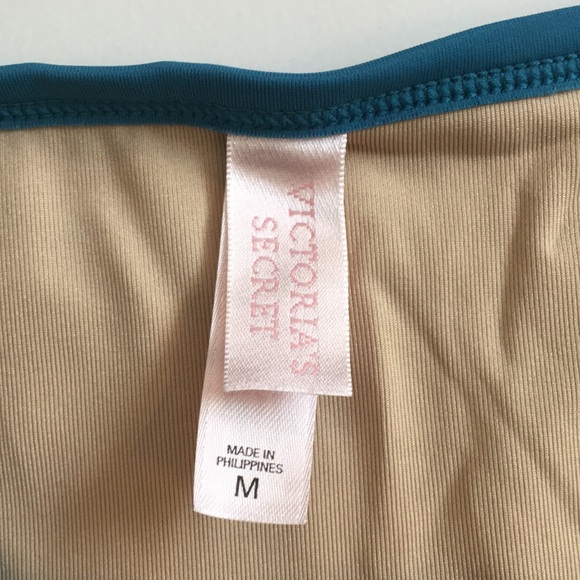 VICTORIA'S
SECRET
MADE IN
PHILIPPINES
M